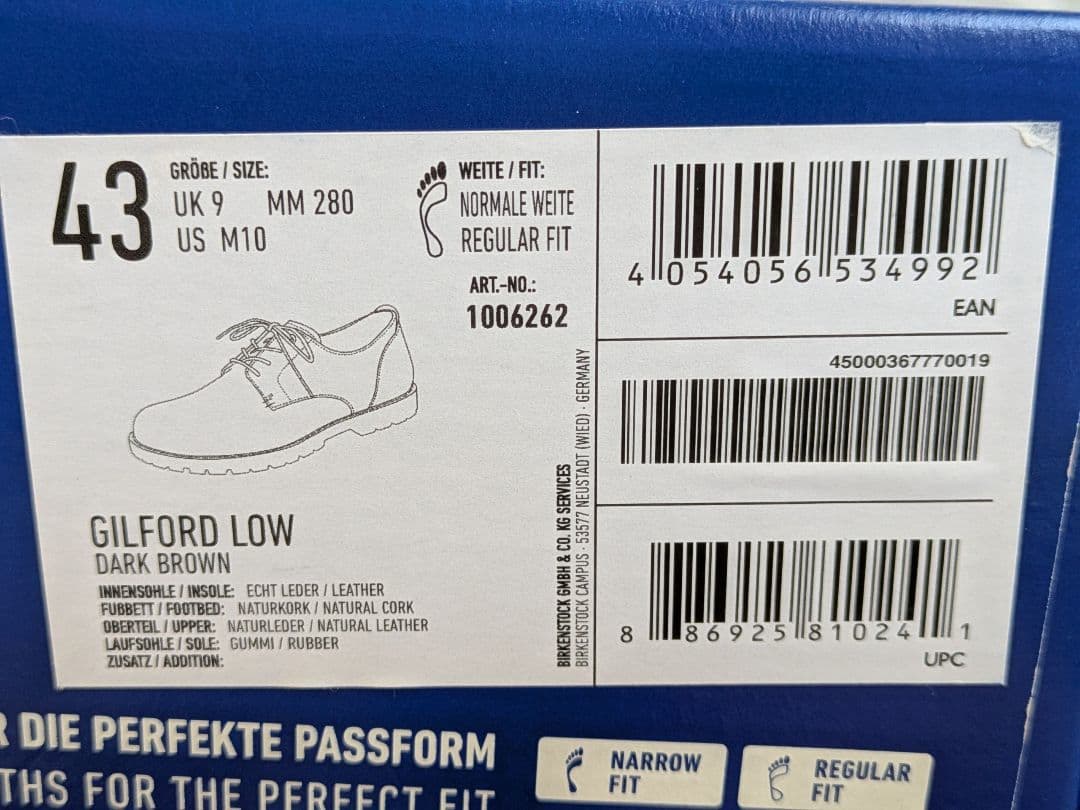 43
GRÖßE / SIZE:
UK 9 MM 280
US M10
WEITE / FIT:
NORMALE WEITE
REGULAR FIT
ART.-NO.:
1006262
GILFORD LOW
DARK BROWN
INNENSOHLE / INSOLE: ECHT LEDER / LEATHER
FUßBETT / FOOTBED: NATURKORK / NATURAL CORK
OBERTEIL / UPPER: NATURLEDER / NATURAL LEATHER
LAUFSOHLE / SOLE: GUMMI / RUBBER
ZUSATZ / ADDITION:
BIRKENSTOCK GMBH & CO. KG SERVICES
BIRKENSTOCK CAMPUS · 53577 NEUSTADT (WIED) · GERMANY
4 054056 534992
EAN
45000367770019
8 86925 81024 1
UPC
R DIE PERFEKTE PASSFORM
THS FOR THE PERFECT FIT
NARROW
FIT
REGULAR
FIT